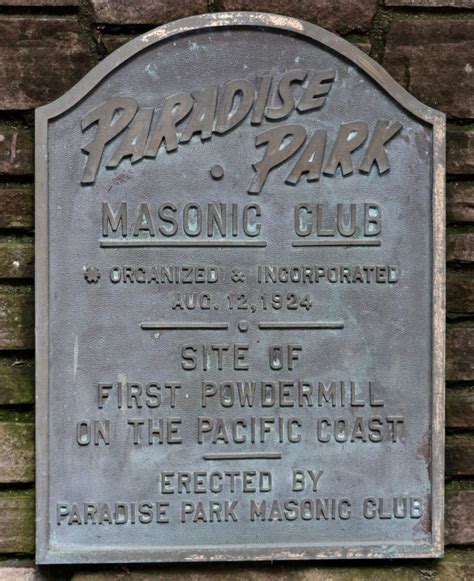 PARADISE
• PARK
MASONIC CLUB
* ORGANIZED & INCORPORATED
AUG. 12, 1924
SITE OF
FIRST POWDERMILL
ON THE PACIFIC COAST
ERECTED BY
PARADISE PARK MASONIC CLUB